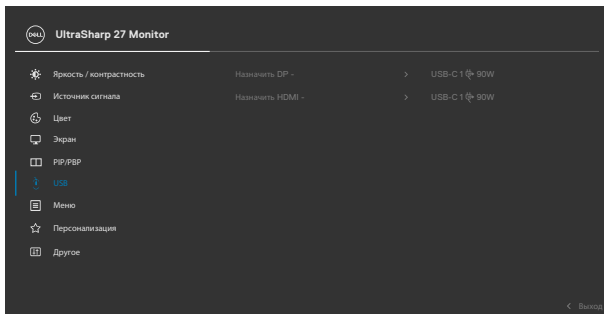 DELL UltraSharp 27 Monitor
Яркость / контрастность Назначить DP - > USB-C 1 90W
Источник сигнала Назначить HDMI - > USB-C 1 90W
Цвет
Экран
PIP/PBP
USB
Меню
Персонализация
Другое
< Выход